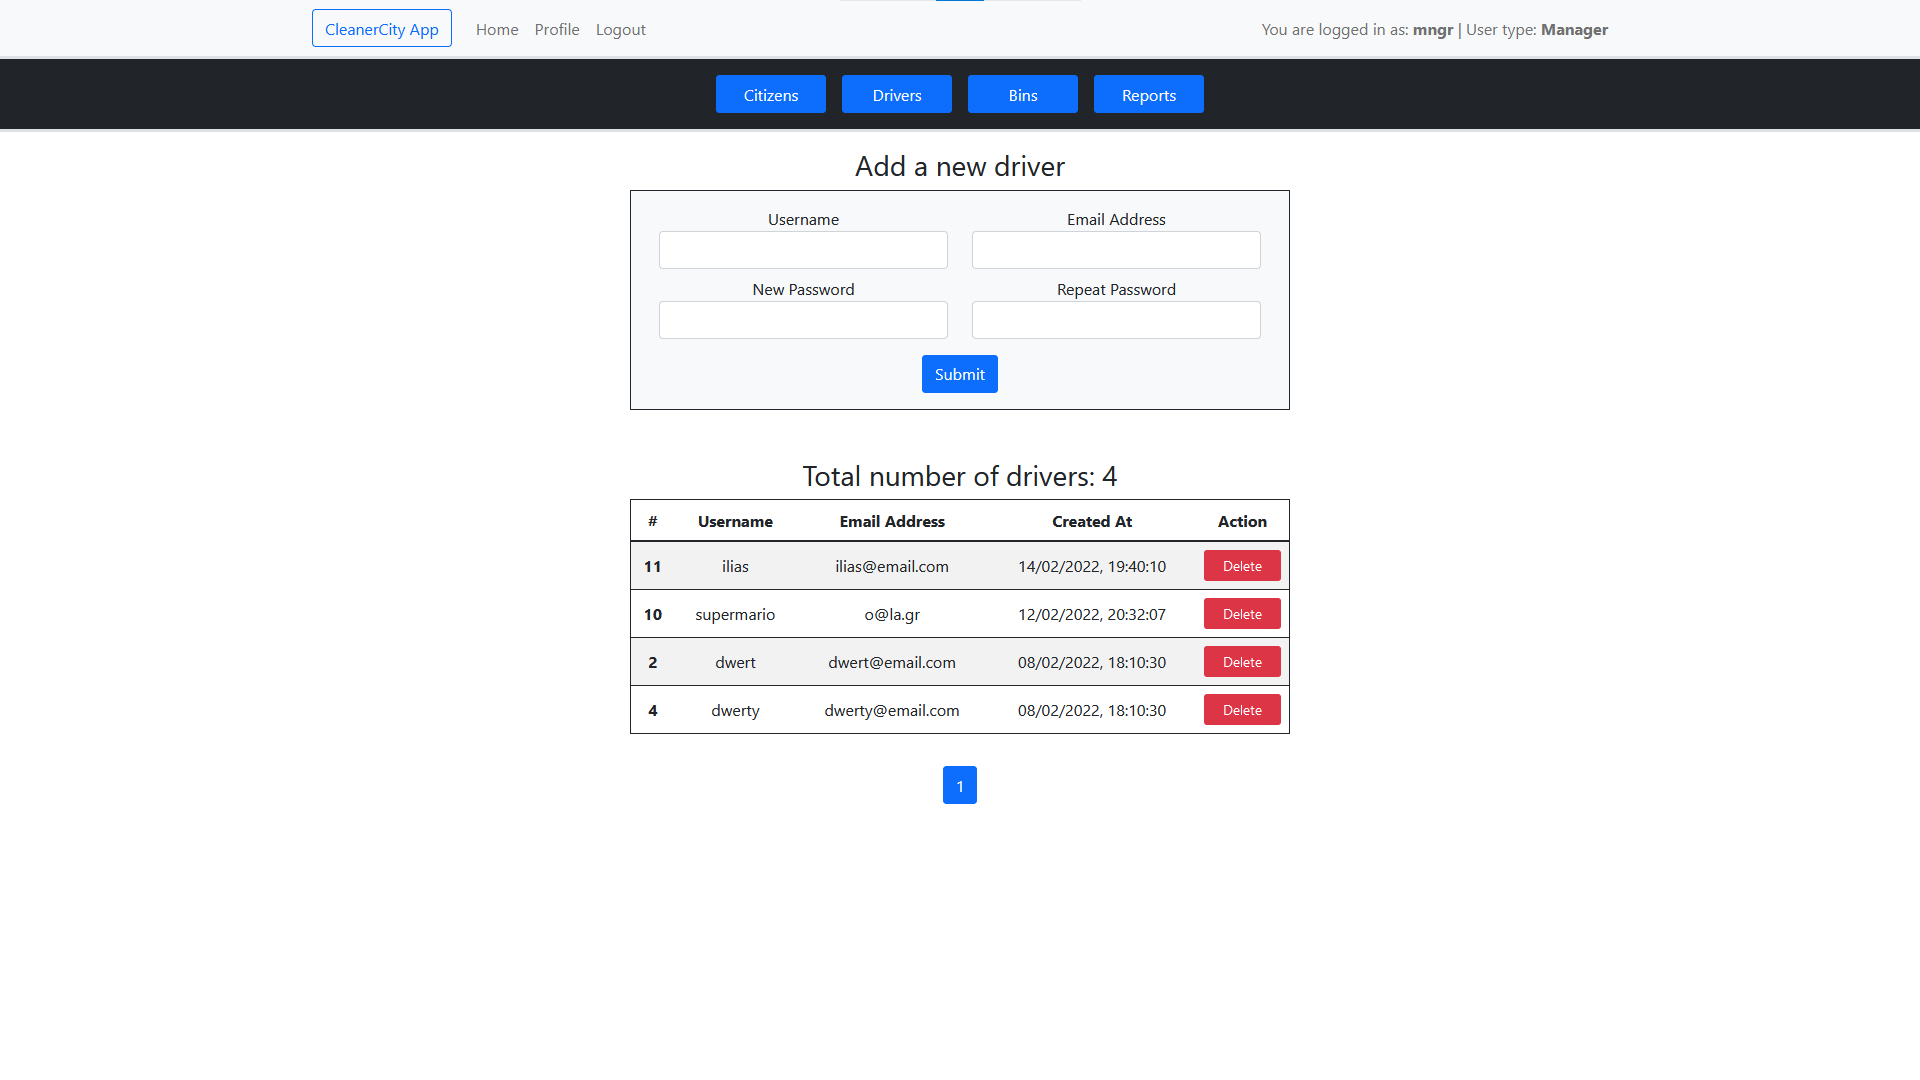 CleanerCity App Home Profile Logout You are logged in as: mngr | User type: Manager
Citizens Drivers Bins Reports
Add a new driver
Username Email Address
New Password Repeat Password
Submit
Total number of drivers: 4
# Username Email Address Created At Action
11 ilias ilias@email.com 14/02/2022, 19:40:10 Delete
10 supermario o@la.gr 12/02/2022, 20:32:07 Delete
2 dwert dwert@email.com 08/02/2022, 18:10:30 Delete
4 dwerty dwerty@email.com 08/02/2022, 18:10:30 Delete
1